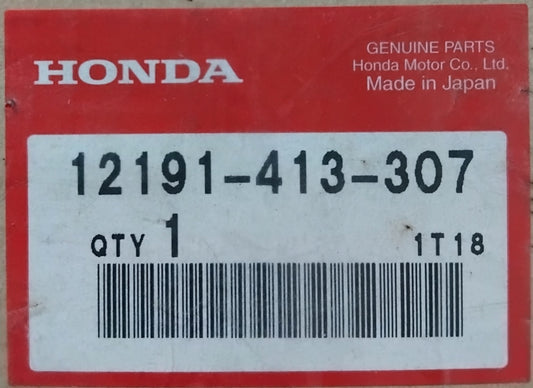 HONDA
GENUINE PARTS
Honda Motor Co., Ltd.
Made in Japan
12191-413-307
QTY 1
1T18